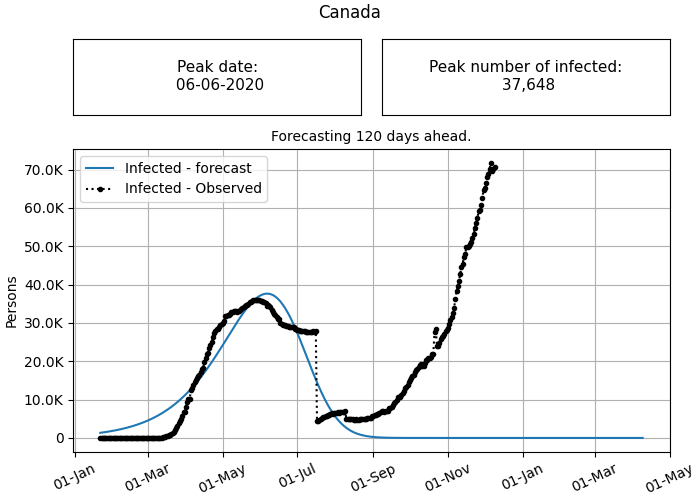 Canada
Peak date:
06-06-2020
Peak number of infected:
37,648
Forecasting 120 days ahead.
Infected - forecast
Infected - Observed
70.0K
60.0K
50.0K
40.0K
30.0K
20.0K
10.0K
0
Persons
01-Jan
01-Mar
01-May
01-Jul
01-Sep
01-Nov
01-Jan
01-Mar
01-May